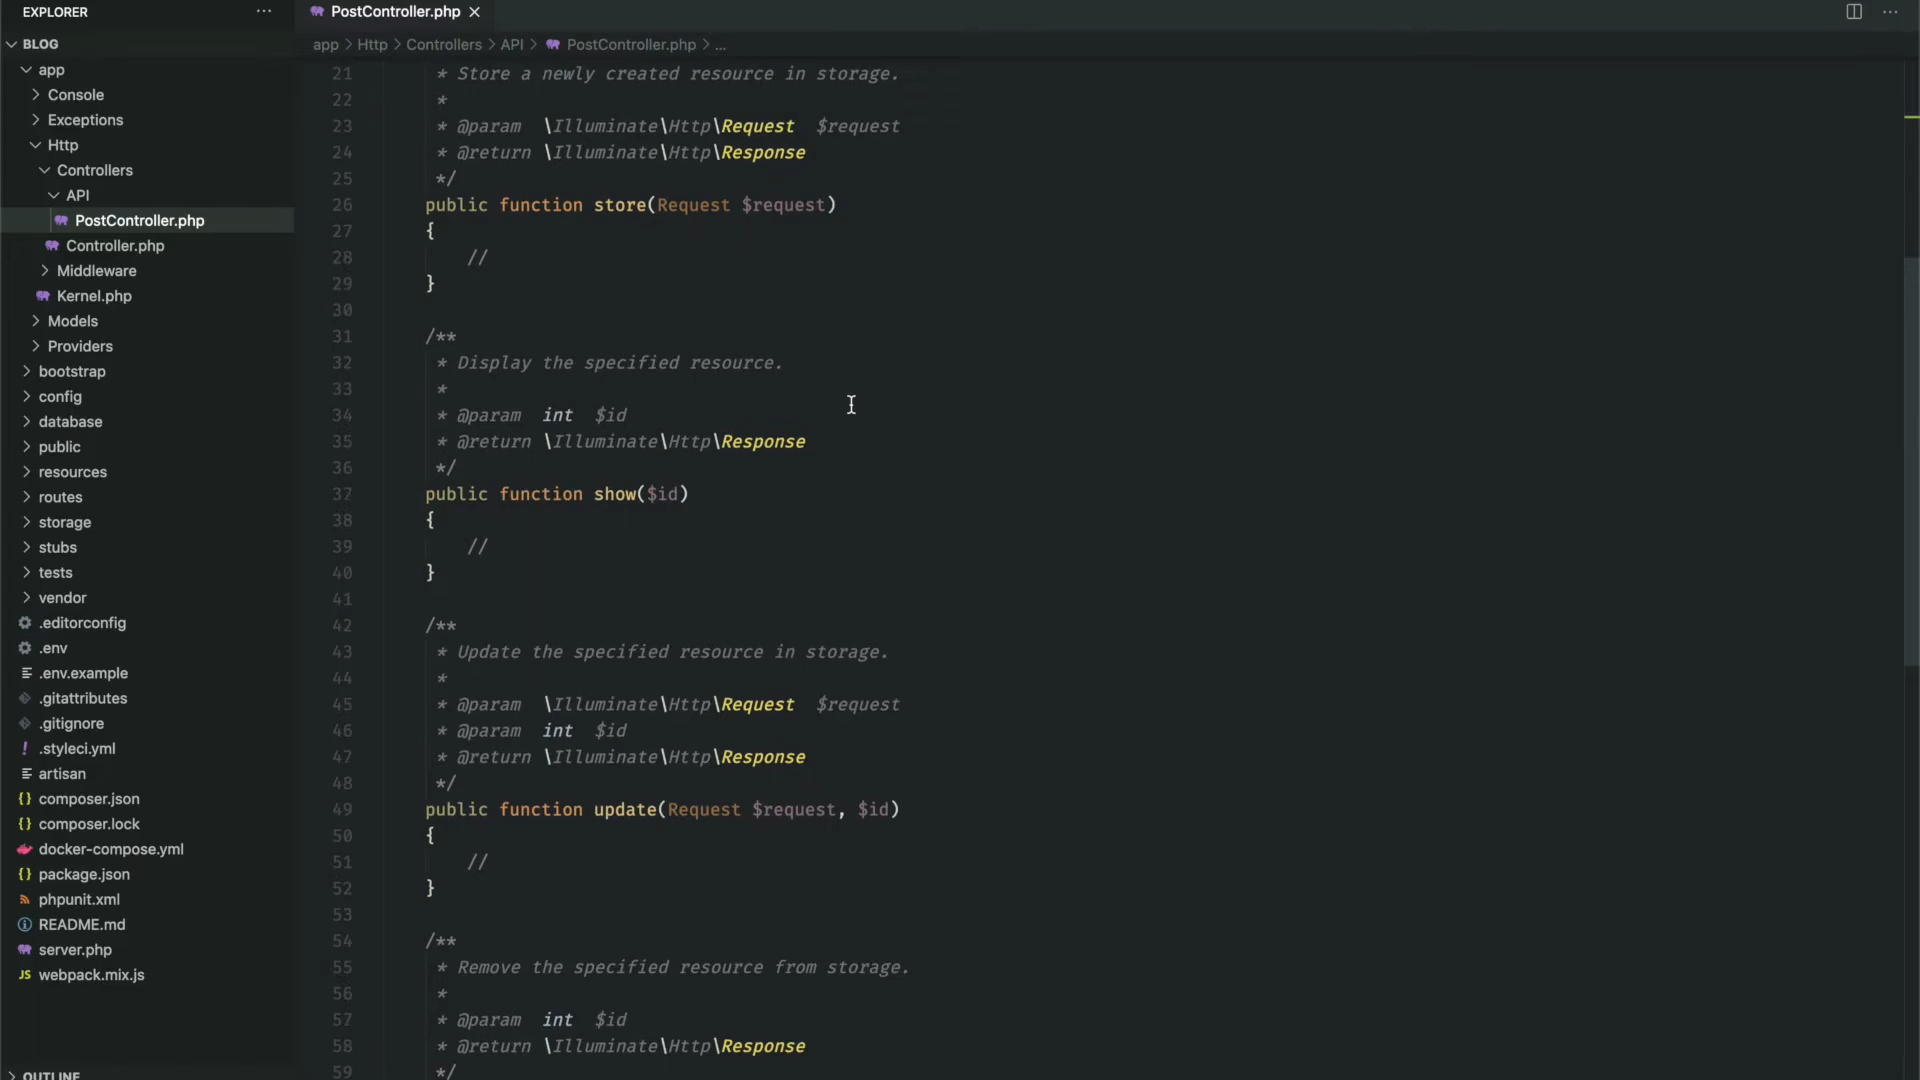 EXPLORER
BLOG
app
Console
Exceptions
Http
Controllers
API
PostController.php
Controller.php
Middleware
Kernel.php
Models
Providers
bootstrap
config
database
public
resources
routes
storage
stubs
tests
vendor
.editorconfig
.env
.env.example
.gitattributes
.gitignore
.styleci.yml
artisan
composer.json
composer.lock
docker-compose.yml
package.json
phpunit.xml
README.md
server.php
JS webpack.mix.js
OUTLINE
PostController.php
app > Http > Controllers > API > PostController.php > ...
21 * Store a newly created resource in storage.
22 *
23 * @param  \Illuminate\Http\Request  $request
24 * @return \Illuminate\Http\Response
25 */
26 public function store(Request $request)
27 {
28 //
29 }
30
31 /**
32 * Display the specified resource.
33 *
34 * @param  int  $id
35 * @return \Illuminate\Http\Response
36 */
37 public function show($id)
38 {
39 //
40 }
41
42 /**
43 * Update the specified resource in storage.
44 *
45 * @param  \Illuminate\Http\Request  $request
46 * @param  int  $id
47 * @return \Illuminate\Http\Response
48 */
49 public function update(Request $request, $id)
50 {
51 //
52 }
53
54 /**
55 * Remove the specified resource from storage.
56 *
57 * @param  int  $id
58 * @return \Illuminate\Http\Response
59 */